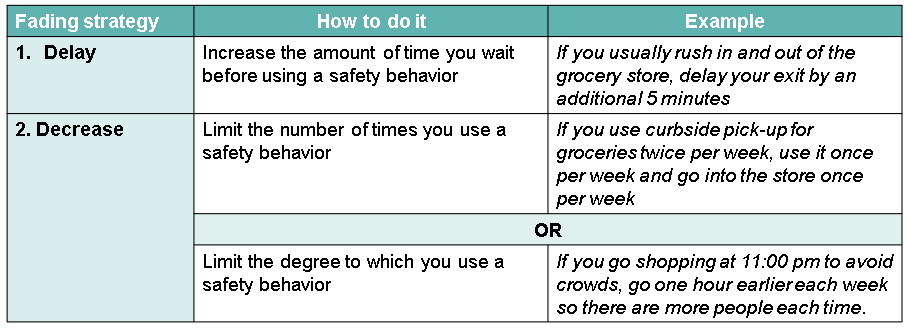 Fading strategy How to do it Example
1. Delay
Increase the amount of time you wait
before using a safety behavior
If you usually rush in and out of the
grocery store, delay your exit by an
additional 5 minutes
2. Decrease
Limit the number of times you use a
safety behavior
If you use curbside pick-up for
groceries twice per week, use it once
per week and go into the store once
per week
OR
Limit the degree to which you use a
safety behavior
If you go shopping at 11:00 pm to avoid
crowds, go one hour earlier each week
so there are more people each time.